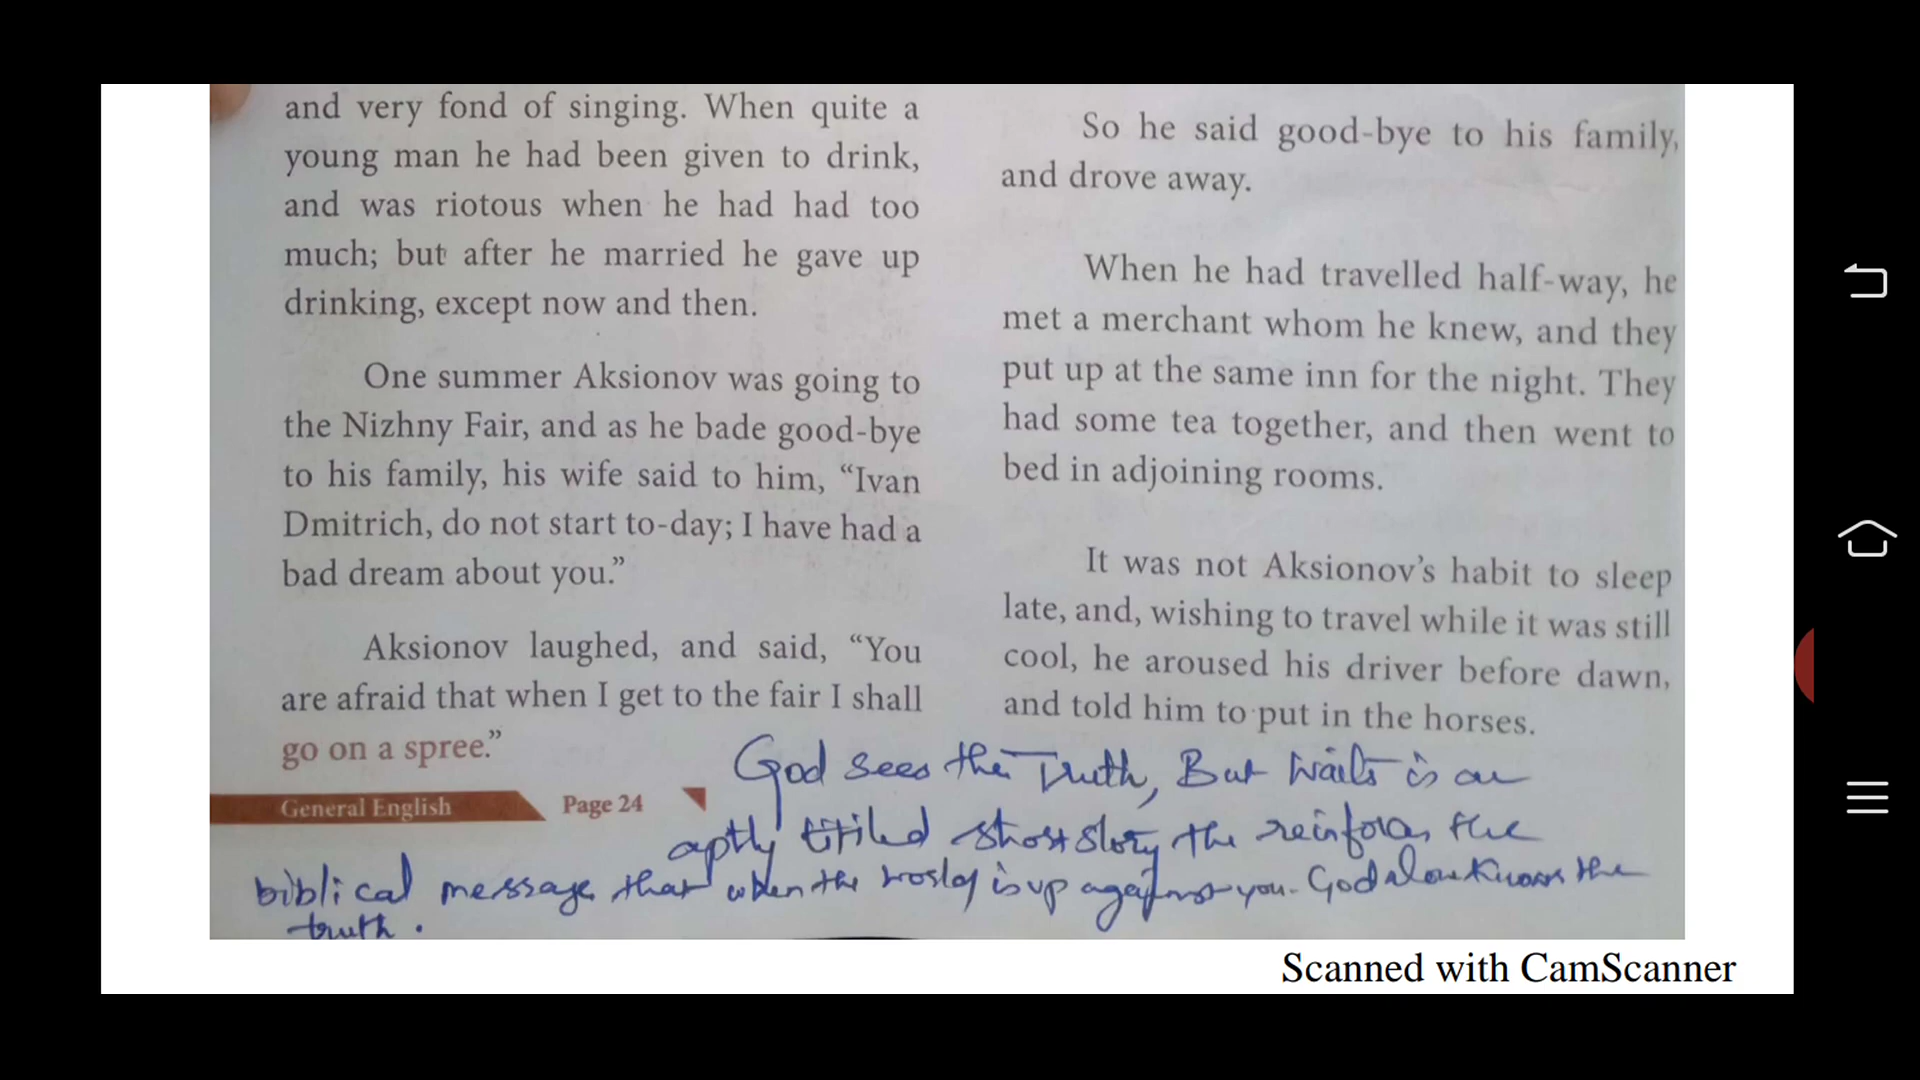 and very fond of singing. When quite a
young man he had been given to drink,
and was riotous when he had had too
much; but after he married he gave up
drinking, except now and then.
One summer Aksionov was going to
the Nizhny Fair, and as he bade good-bye
to his family, his wife said to him, “Ivan
Dmitrich, do not start to-day; I have had a
bad dream about you.”
Aksionov laughed, and said, “You
are afraid that when I get to the fair I shall
go on a spree.”
General English Page 24
So he said good-bye to his family,
and drove away.
When he had travelled half-way, he
met a merchant whom he knew, and they
put up at the same inn for the night. They
had some tea together, and then went to
bed in adjoining rooms.
It was not Aksionov’s habit to sleep
late, and, wishing to travel while it was still
cool, he aroused his driver before dawn,
and told him to put in the horses.
God sees the Truth, But Waits is an
aptly titiled short story the the
biblical message that when the is up against you. God alone Knows the
truth.
Scanned with CamScanner